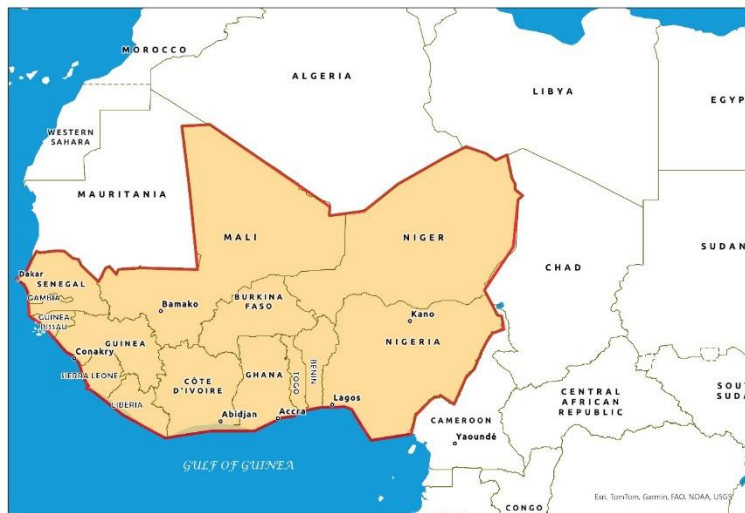 MOROCCO
ALGERIA
LIBYA
EGYP
WESTERN
SAHARA
MAURITANIA
MALI
NIGER
CHAD
SUDAN
Dakar
SENEGAL
GAMBIA
Bamako
BURKINA
FASO
Kano
GUINEA
BISSAU
GUINEA
NIGERIA
Conakry
SIERRA LEONE
CÔTE
D'IVOIRE
GHANA
TOGO
BENIN
LIBERIA
Abidjan
Accra
Lagos
CENTRAL
AFRICAN
REPUBLIC
SOUT
SUDA
CAMEROON
Yaoundé
GULF OF GUINEA
CONGO
Esri, TomTom, Garmin, FAO, NOAA, USGS